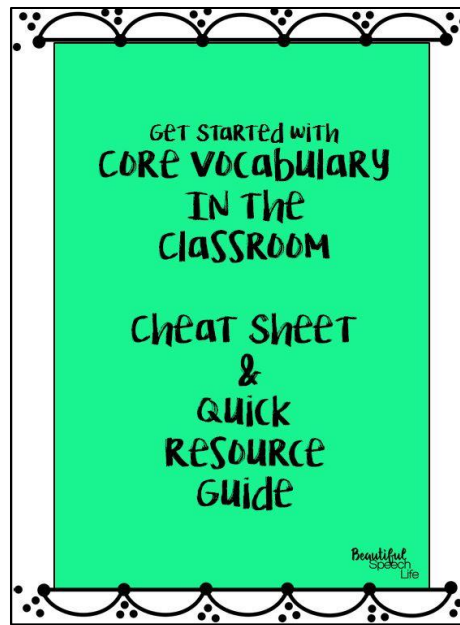 GET STARTED WITH
CORE VOCABULARY
IN THE
CLASSROOM
CHEAT SHEET
&
QUICK
RESOURCE
GUIDE
Beautiful
Speech
Life